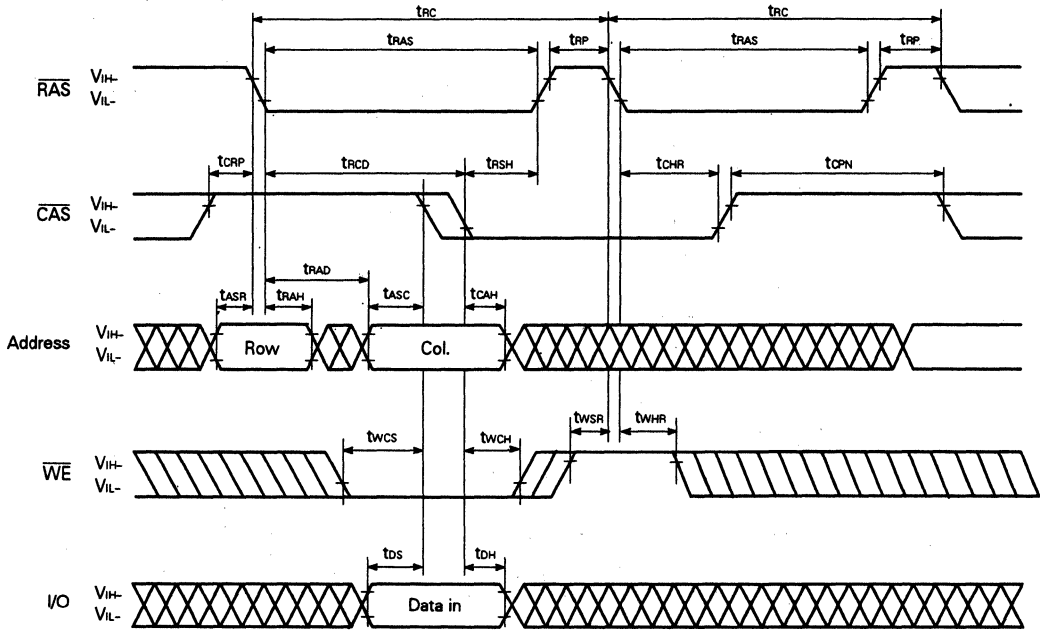 tRC tRC
tRAS tRP tRAS tRP
RAS VIH– VIL–
tCRP tRCD tRSH tCHR tCPN
CAS VIH– VIL–
tRAD
tASR tRAH tASC tCAH
Address VIH– VIL– Row Col.
tWSR tWHR
tWCS tWCH
WE VIH– VIL–
tDS tDH
I/O VIH– VIL– Data in